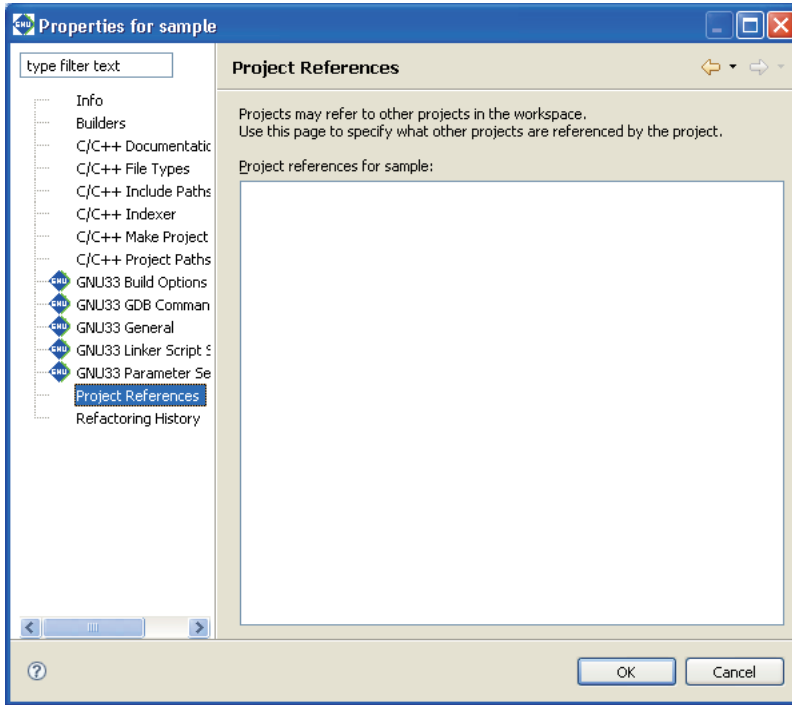 Properties for sample
type filter text
Info
Builders
C/C++ Documentatic
C/C++ File Types
C/C++ Include Paths
C/C++ Indexer
C/C++ Make Project
C/C++ Project Paths
GNU33 Build Options
GNU33 GDB Comman
GNU33 General
GNU33 Linker Script S
GNU33 Parameter Se
Project References
Refactoring History
Project References
Projects may refer to other projects in the workspace.
Use this page to specify what other projects are referenced by the project.
Project references for sample:
OK
Cancel